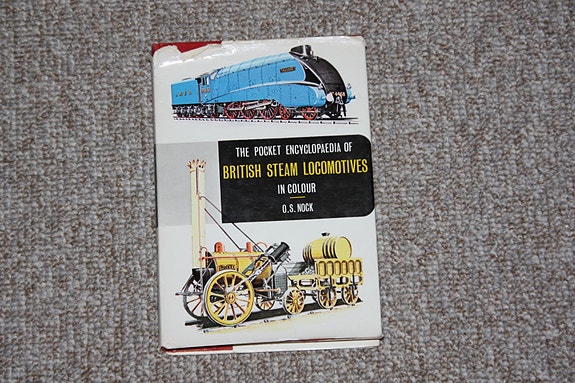 THE POCKET ENCYCLOPAEDIA OF
BRITISH STEAM LOCOMOTIVES
IN COLOUR
O.S. NOCK